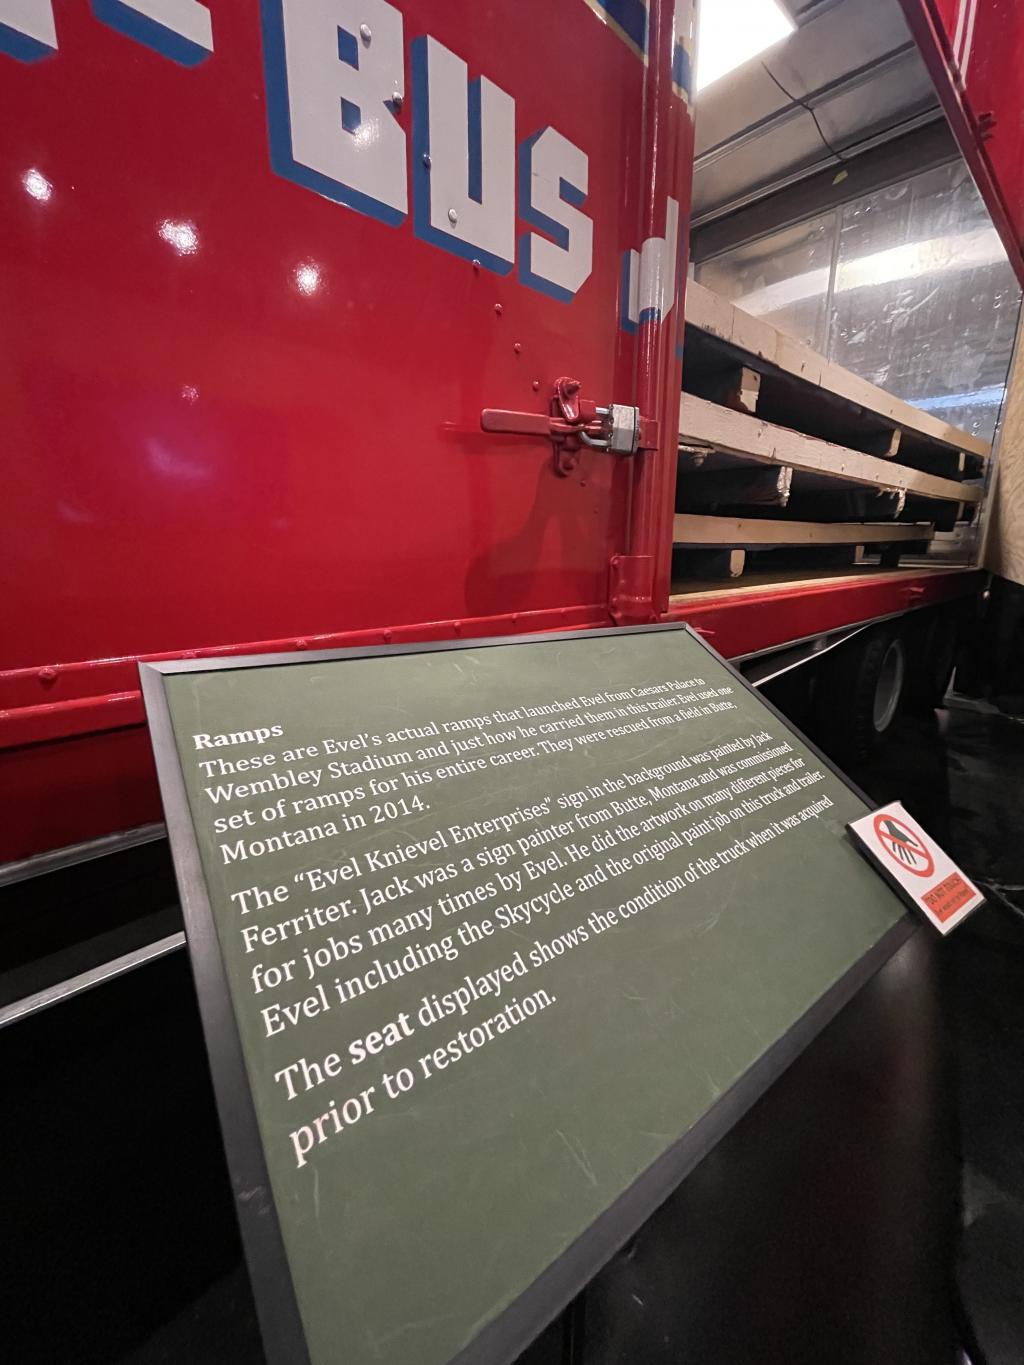 - BUS J
Ramps
These are Evel's actual ramps that launched Evel from Caesars Palace to
Wembley Stadium and just how he carried them in this trailer. Evel used one
set of ramps for his entire career. They were rescued from a field in Butte,
Montana in 2014.
The “Evel Knievel Enterprises” sign in the background was painted by Jack
Ferriter. Jack was a sign painter from Butte, Montana and was commissioned
for jobs many times by Evel. He did the artwork on many different pieces for
Evel including the Skycycle and the original paint job on this truck and trailer.
The seat displayed shows the condition of the truck when it was acquired
prior to restoration.
DO NOT TOUCH